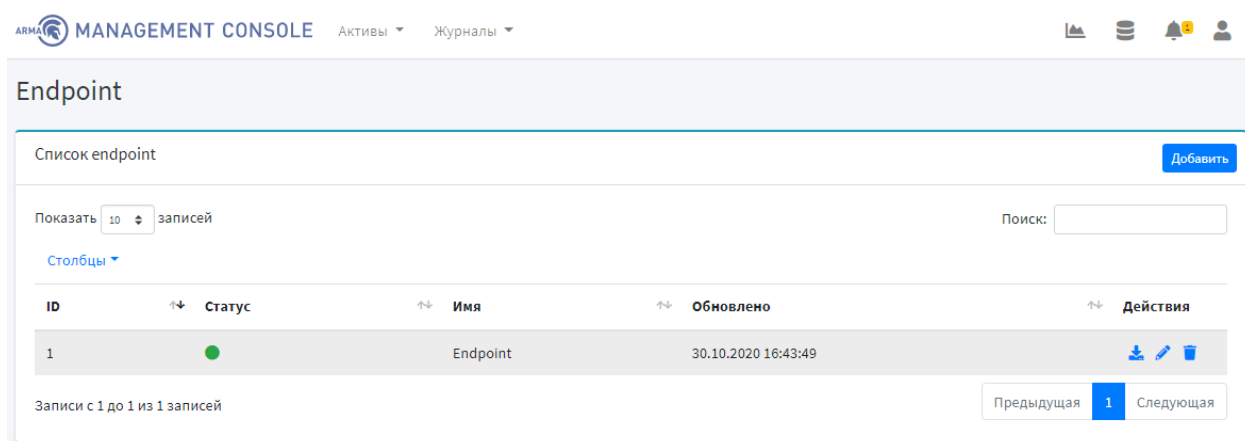 ARMA MANAGEMENT CONSOLE Активы Журналы 1
Endpoint
Список endpoint Добавить
Показать 10 записей Поиск:
Столбцы
ID Статус Имя Обновлено Действия
1 Endpoint 30.10.2020 16:43:49
Записи с 1 до 1 из 1 записей Предыдущая 1 Следующая